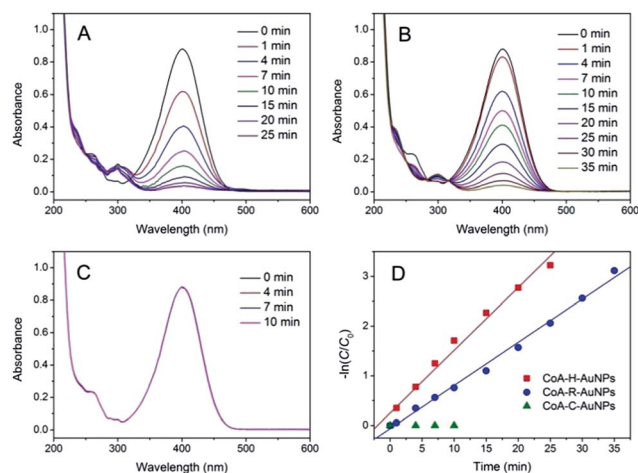 A
0 min
1 min
4 min
7 min
10 min
15 min
20 min
25 min
Absorbance
1.0
0.8
0.6
0.4
0.2
0.0
200 300 400 500 600
Wavelength (nm)
B
0 min
1 min
4 min
7 min
10 min
15 min
20 min
25 min
30 min
35 min
Absorbance
1.0
0.8
0.6
0.4
0.2
0.0
200 300 400 500 600
Wavelength (nm)
C
0 min
4 min
7 min
10 min
Absorbance
1.0
0.8
0.6
0.4
0.2
0.0
200 300 400 500 600
Wavelength (nm)
D
-ln(C/C0)
3
2
1
0
CoA-H-AuNPs
CoA-R-AuNPs
CoA-C-AuNPs
0 5 10 15 20 25 30 35
Time (min)